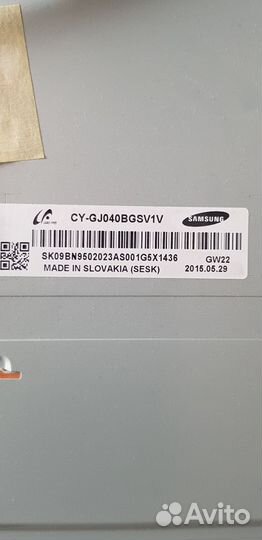 CY-GJ040BGSV1V
SAMSUNG
SK09BN9502023AS001G5X1436
GW22
MADE IN SLOVAKIA (SESK)
2015.05.29
Avito